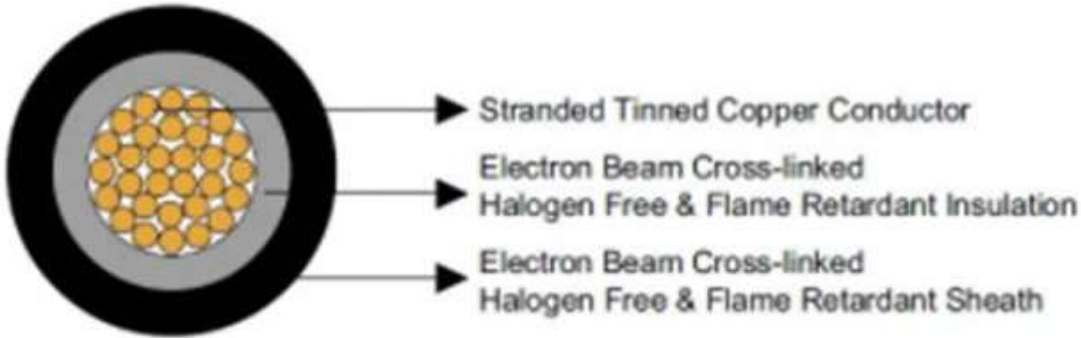 Stranded Tinned Copper Conductor
Electron Beam Cross-linked
Halogen Free & Flame Retardant Insulation
Electron Beam Cross-linked
Halogen Free & Flame Retardant Sheath